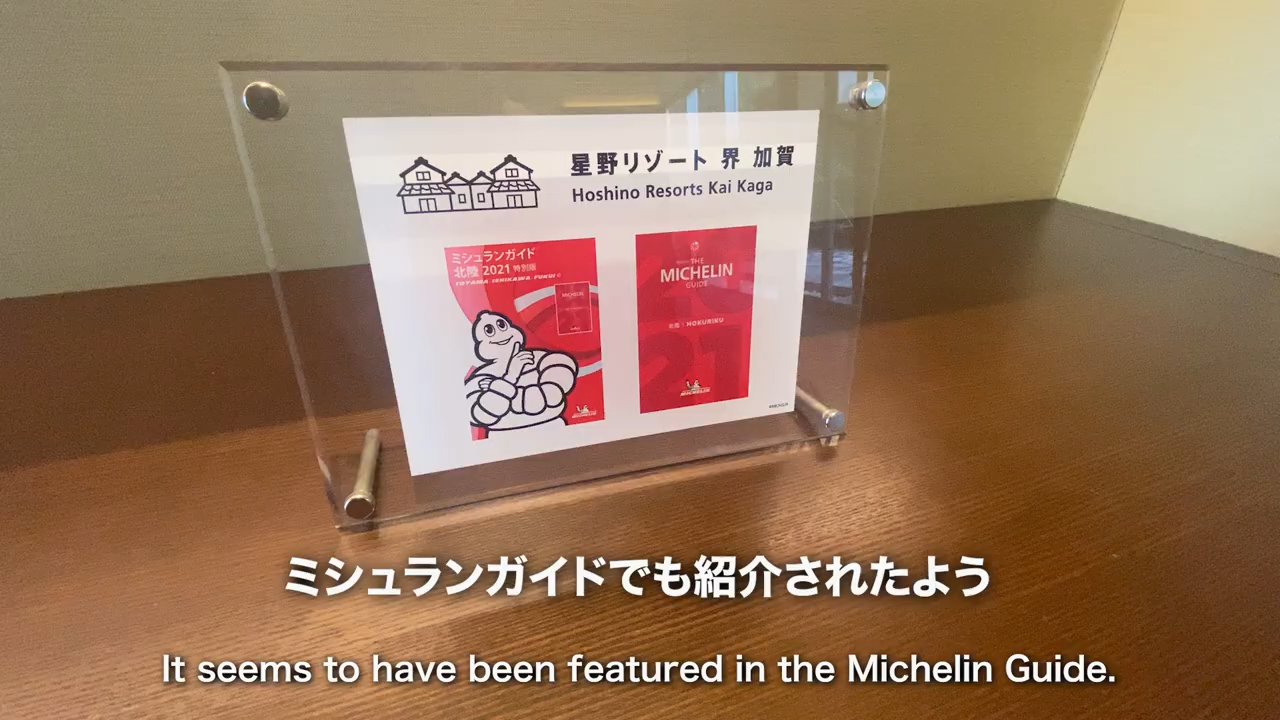 星野リゾート 界 加賀
Hoshino Resorts Kai Kaga
ミシュランガイド
北陸 2021 特別版
TOYAMA ISHIKAWA FUKUI
MICHELIN
THE
MICHELIN
GUIDE
北陸 HOKURIKU
21
MICHELIN
MICHELIN
ミシュランガイドでも紹介されたよう
It seems to have been featured in the Michelin Guide.